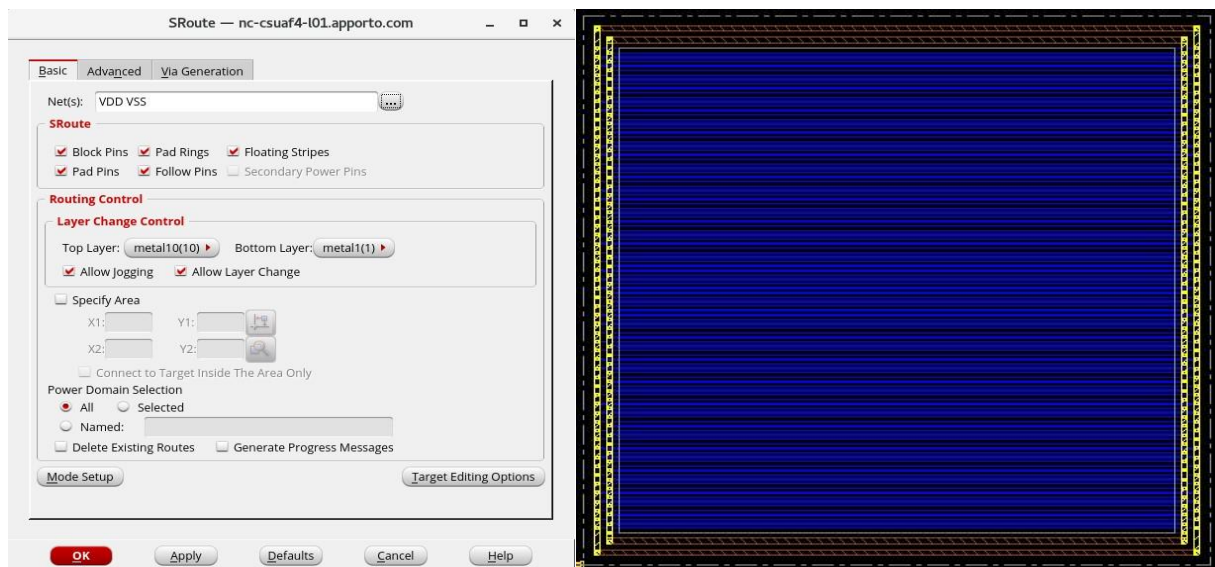 SRoute — nc-csuaf4-l01.apporto.com
Basic Advanced Via Generation
Net(s): VDD VSS ...
SRoute
Block Pins Pad Rings Floating Stripes
Pad Pins Follow Pins Secondary Power Pins
Routing Control
Layer Change Control
Top Layer: metal10(10) Bottom Layer: metal1(1)
Allow Jogging Allow Layer Change
Specify Area
X1: Y1:
X2: Y2:
Connect to Target Inside The Area Only
Power Domain Selection
All Selected
Named:
Delete Existing Routes Generate Progress Messages
Mode Setup Target Editing Options
OK Apply Defaults Cancel Help